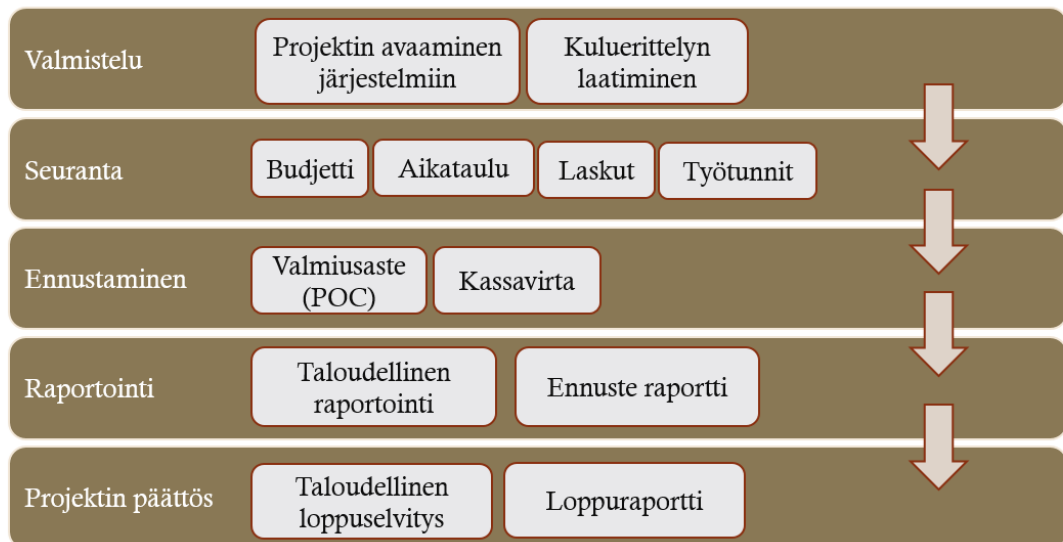 Valmistelu
Projektin avaaminen
järjestelmiin
Kuluerittelyn
laatiminen
Seuranta
Budjetti
Aikataulu
Laskut
Työtunnit
Ennustaminen
Valmiusaste
(POC)
Kassavirta
Raportointi
Taloudellinen
raportointi
Ennuste raportti
Projektin päättös
Taloudellinen
loppuselvitys
Loppuraportti